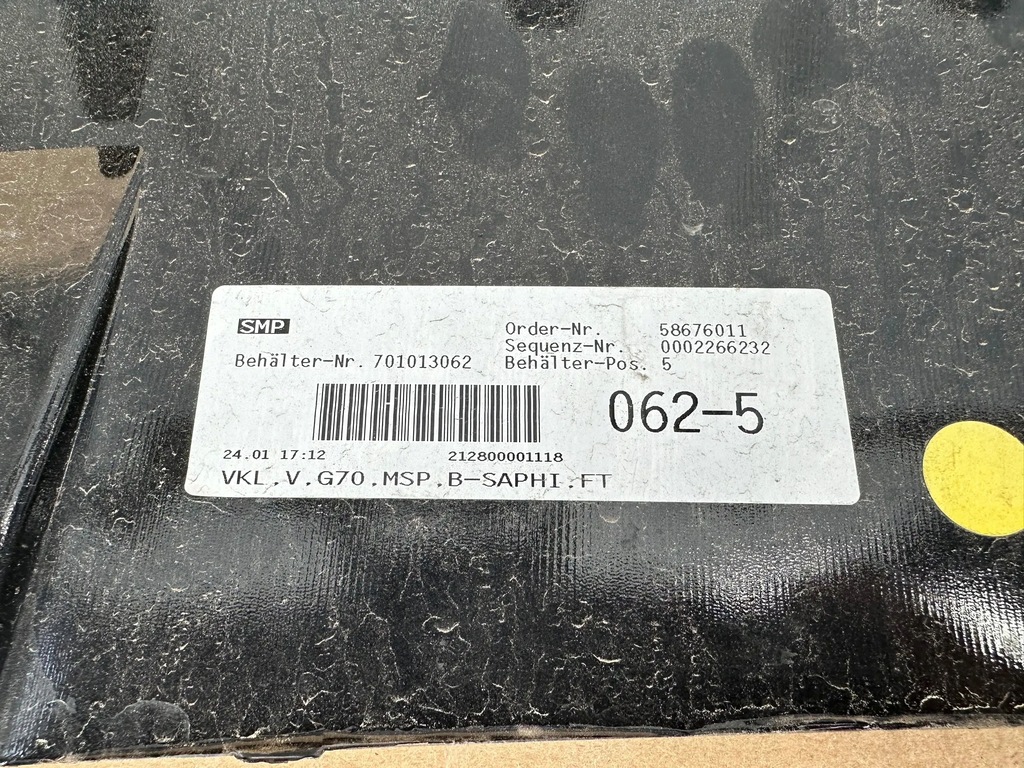 SMP
Order-Nr. 58676011
Sequenz-Nr. 0002266232
Behälter-Nr. 701013062 Behälter-Pos. 5
062-5
24.01 17:12 212800001118
VKL.V.G70.MSP.B-SAPHI.FT